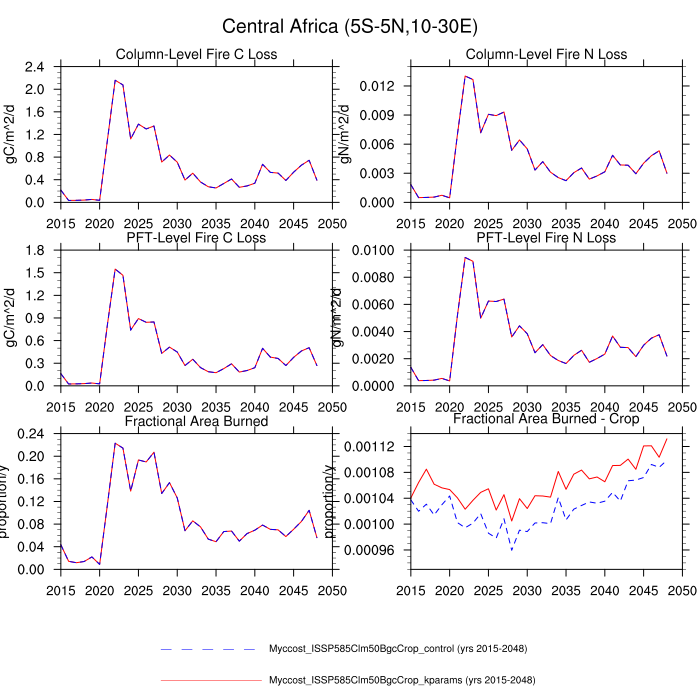 Central Africa (5S-5N,10-30E)
Column-Level Fire C Loss
gC/m^2/d
2.4
2.0
1.6
1.2
0.8
0.4
0.0
2015 2020 2025 2030 2035 2040 2045 2050
Column-Level Fire N Loss
gN/m^2/d
0.012
0.009
0.006
0.003
0.000
2015 2020 2025 2030 2035 2040 2045 2050
PFT-Level Fire C Loss
gC/m^2/d
1.8
1.5
1.2
0.9
0.6
0.3
0.0
2015 2020 2025 2030 2035 2040 2045 2050
PFT-Level Fire N Loss
gN/m^2/d
0.0100
0.0080
0.0060
0.0040
0.0020
0.0000
2015 2020 2025 2030 2035 2040 2045 2050
Fractional Area Burned
proportion/y
0.24
0.20
0.16
0.12
0.08
0.04
0.00
2015 2020 2025 2030 2035 2040 2045 2050
Fractional Area Burned - Crop
proportion/y
0.00112
0.00108
0.00104
0.00100
0.00096
2015 2020 2025 2030 2035 2040 2045 2050
Myccost_ISSP585Clm50BgcCrop_control (yrs 2015-2048)
Myccost_ISSP585Clm50BgcCrop_kparams (yrs 2015-2048)